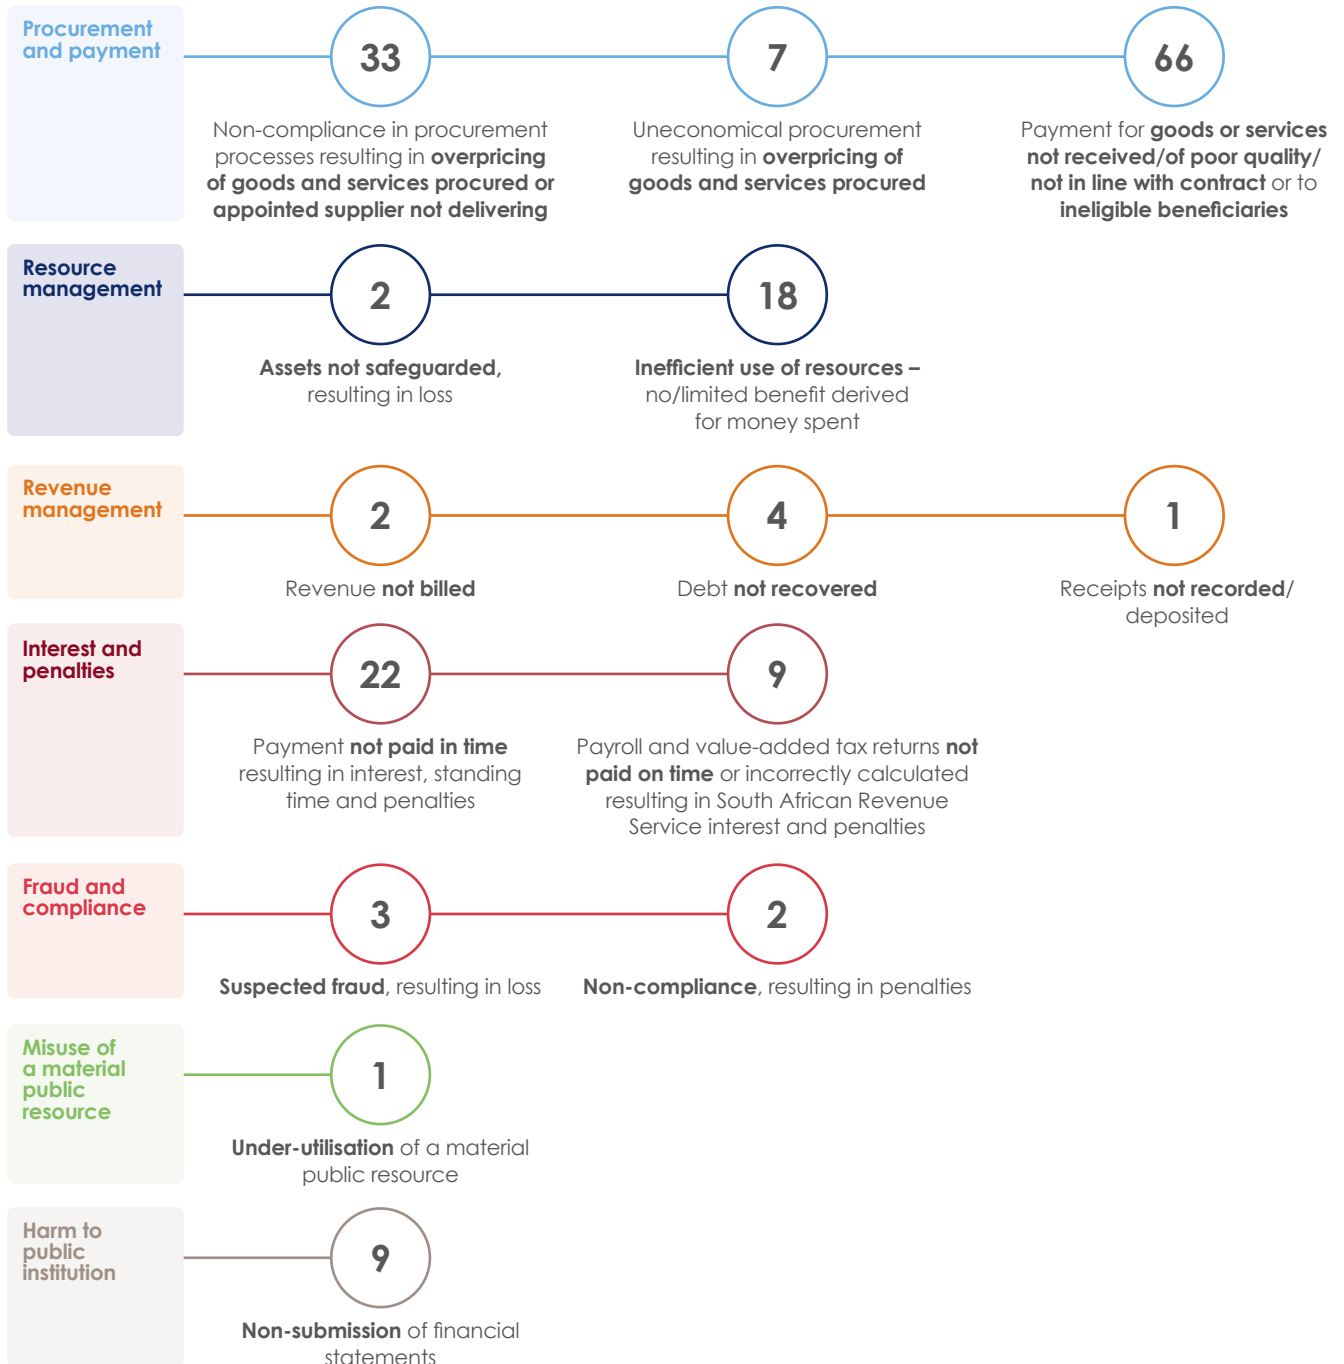 Procurement
and payment
33
7
66
Non-compliance in procurement
processes resulting in overpricing
of goods and services procured or
appointed supplier not delivering
Uneconomical procurement
resulting in overpricing of
goods and services procured
Payment for goods or services
not received/of poor quality/
not in line with contract or to
ineligible beneficiaries
Resource
management
2
18
Assets not safeguarded,
resulting in loss
Inefficient use of resources –
no/limited benefit derived
for money spent
Revenue
management
2
4
1
Revenue not billed
Debt not recovered
Receipts not recorded/
deposited
Interest and
penalties
22
9
Payment not paid in time
resulting in interest, standing
time and penalties
Payroll and value-added tax returns not
paid on time or incorrectly calculated
resulting in South African Revenue
Service interest and penalties
Fraud and
compliance
3
2
Suspected fraud, resulting in loss
Non-compliance, resulting in penalties
Misuse of
a material
public
resource
1
Under-utilisation of a material
public resource
Harm to
public
institution
9
Non-submission of financial
statements